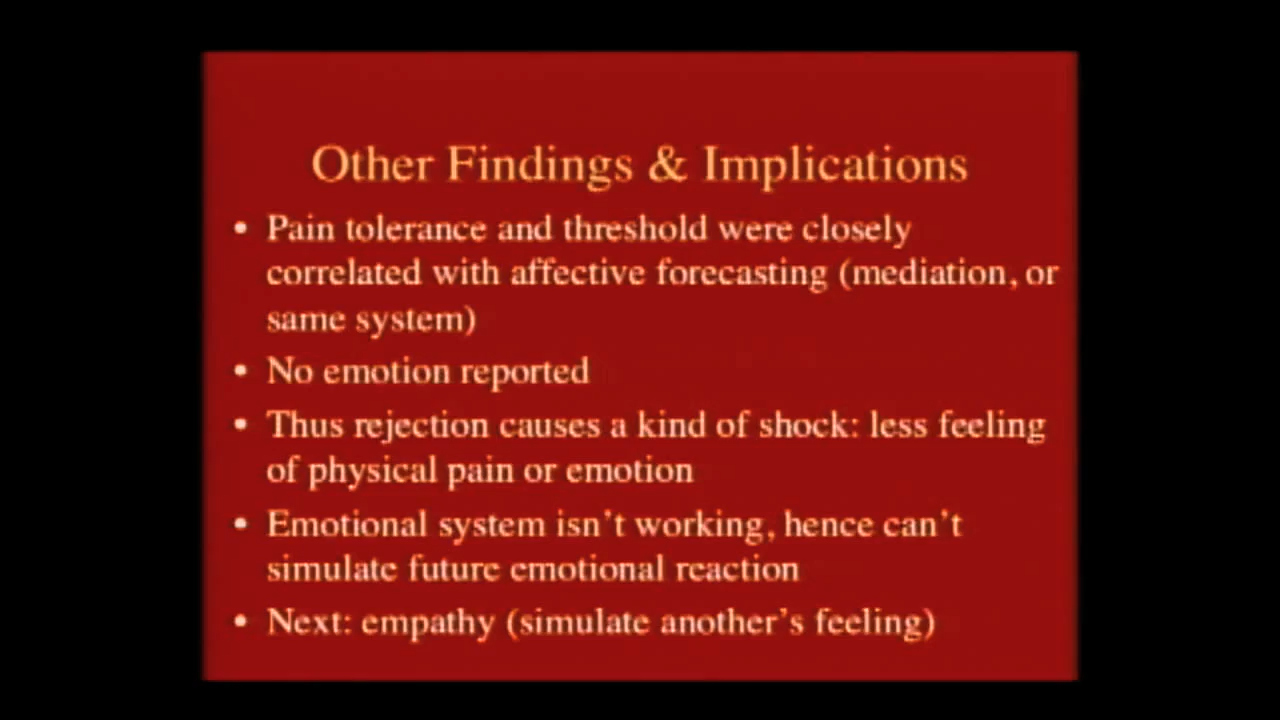 Other Findings & Implications
• Pain tolerance and threshold were closely
correlated with affective forecasting (mediation, or
same system)
• No emotion reported
• Thus rejection causes a kind of shock: less feeling
of physical pain or emotion
• Emotional system isn't working, hence can't
simulate future emotional reaction
• Next: empathy (simulate another's feeling)